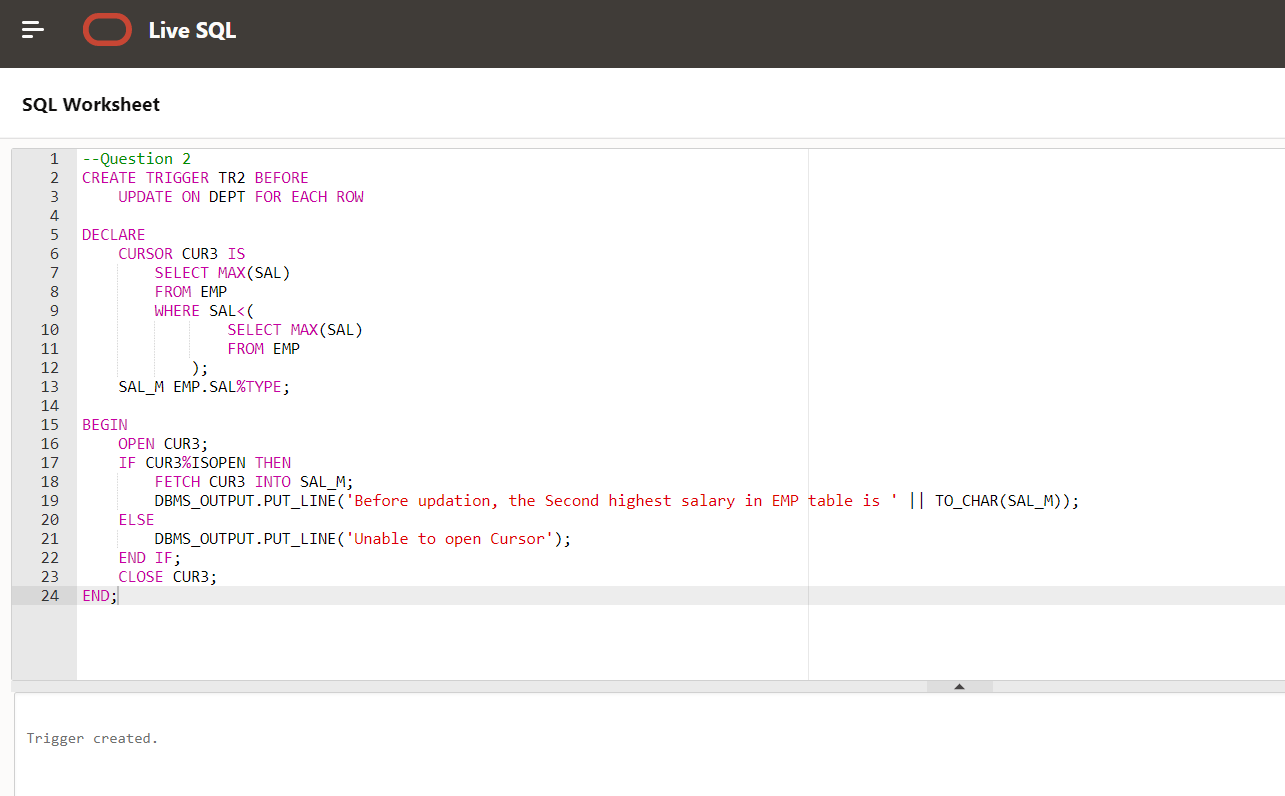 Live SQL
SQL Worksheet
1 --Question 2
2 CREATE TRIGGER TR2 BEFORE
3     UPDATE ON DEPT FOR EACH ROW
4
5 DECLARE
6     CURSOR CUR3 IS
7         SELECT MAX(SAL)
8         FROM EMP
9         WHERE SAL<(
10                 SELECT MAX(SAL)
11                 FROM EMP
12             );
13     SAL_M EMP.SAL%TYPE;
14
15 BEGIN
16     OPEN CUR3;
17     IF CUR3%ISOPEN THEN
18         FETCH CUR3 INTO SAL_M;
19         DBMS_OUTPUT.PUT_LINE('Before updation, the Second highest salary in EMP table is ' || TO_CHAR(SAL_M));
20     ELSE
21         DBMS_OUTPUT.PUT_LINE('Unable to open Cursor');
22     END IF;
23     CLOSE CUR3;
24 END;
Trigger created.